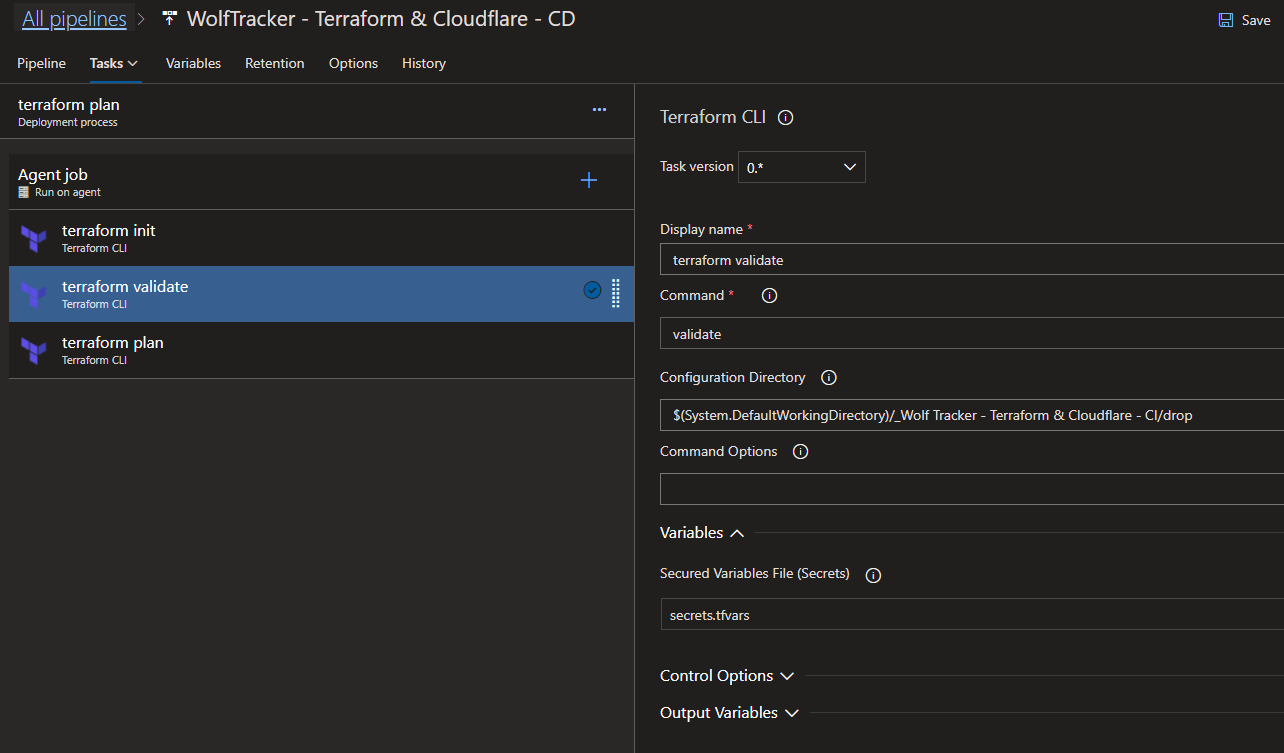 All pipelines > WolfTracker - Terraform & Cloudflare - CD
Save
Pipeline Tasks Variables Retention Options History
terraform plan
Deployment process
...
Agent job
Run on agent
terraform init
Terraform CLI
terraform validate
Terraform CLI
terraform plan
Terraform CLI
Terraform CLI
Task version 0.*
Display name *
terraform validate
Command *
validate
Configuration Directory
$(System.DefaultWorkingDirectory)/_Wolf Tracker - Terraform & Cloudflare - CI/drop
Command Options
Variables
Secured Variables File (Secrets)
secrets.tfvars
Control Options
Output Variables